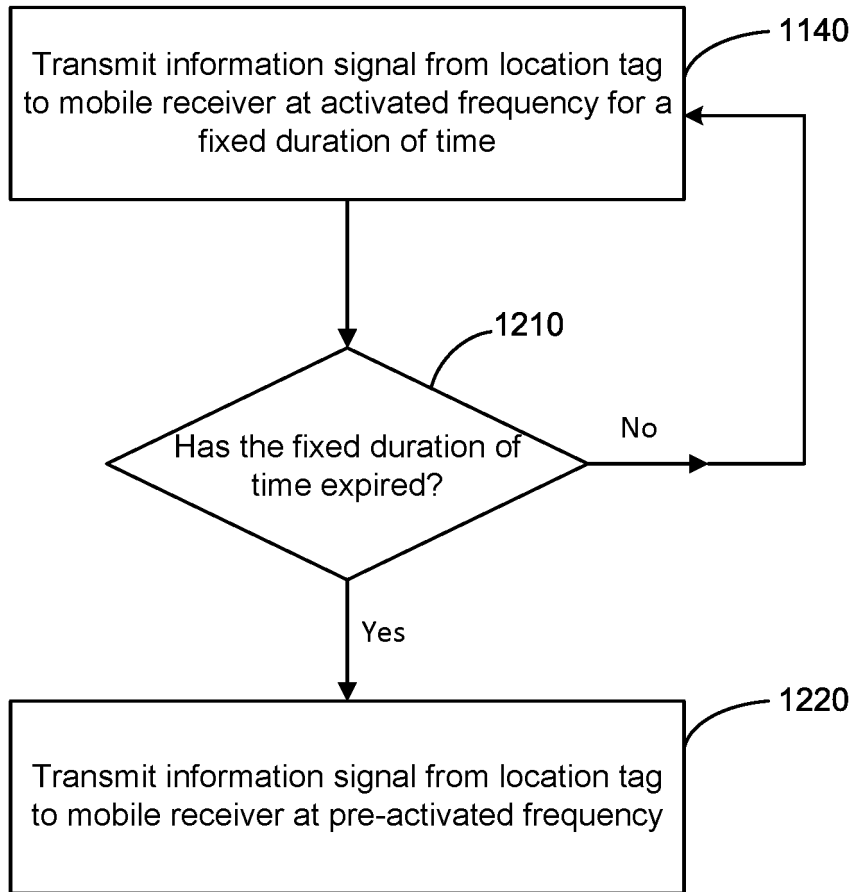 1140
Transmit information signal from location tag
to mobile receiver at activated frequency for a
fixed duration of time
1210
Has the fixed duration of
time expired?
No
Yes
1220
Transmit information signal from location tag
to mobile receiver at pre-activated frequency